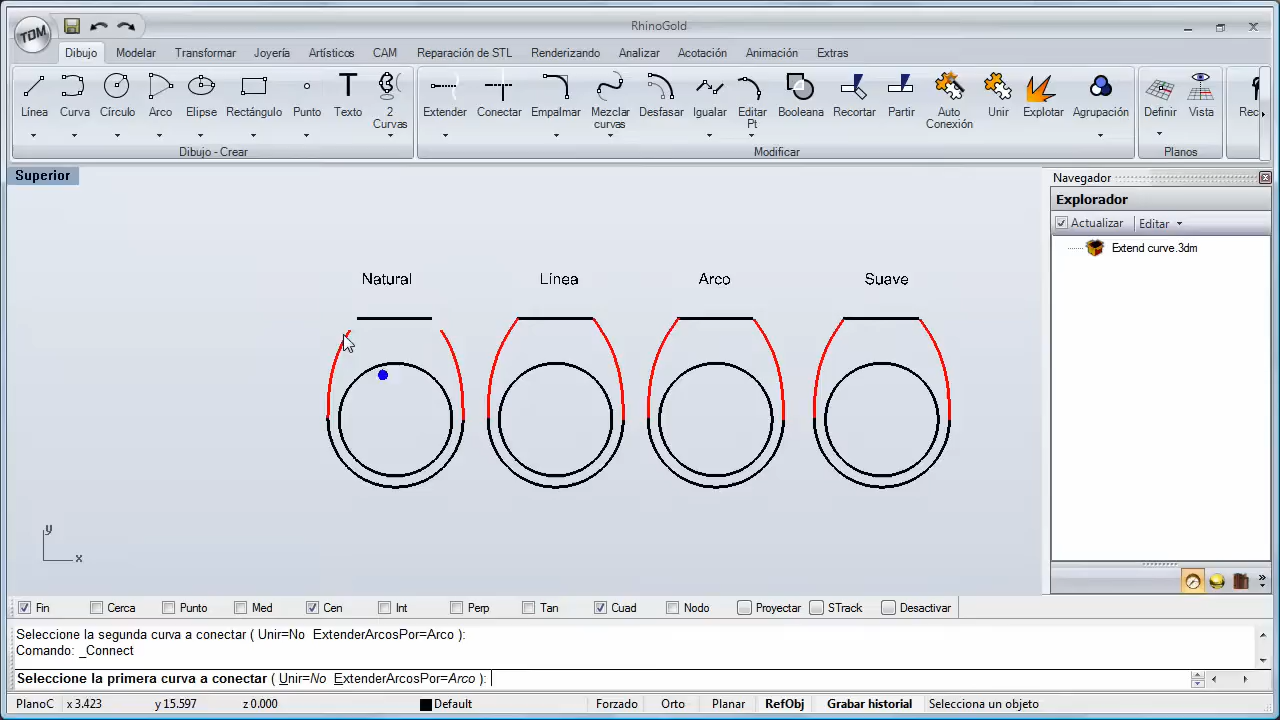 RhinoGold
TDM
Dibujo Modelar Transformar Joyería Artísticos CAM Reparación de STL Renderizando Analizar Acotación Animación Extras
Línea Curva Círculo Arco Elipse Rectángulo Punto Texto 2 Curvas Extender Conectar Empalmar Mezclar curvas Desfasar Igualar Editar Pt Booleana Recortar Partir Auto Conexión Unir Explotar Agrupación Definir Vista Rec
Dibujo - Crear Modificar Planos
Superior
Navegador
Explorador
Actualizar Editar
Extend curve.3dm
Natural Línea Arco Suave
y
x
Fin Cerca Punto Med Cen Int Perp Tan Cuad Nodo Proyectar STrack Desactivar
Seleccione la segunda curva a conectar ( Unir=No ExtenderArcosPor=Arco ):
Comando: _Connect
Seleccione la primera curva a conectar ( Unir=No ExtenderArcosPor=Arco ):
PlanoC x 3.423 y 15.597 z 0.000 Default Forzado Orto Planar RefObj Grabar historial Selecciona un objeto